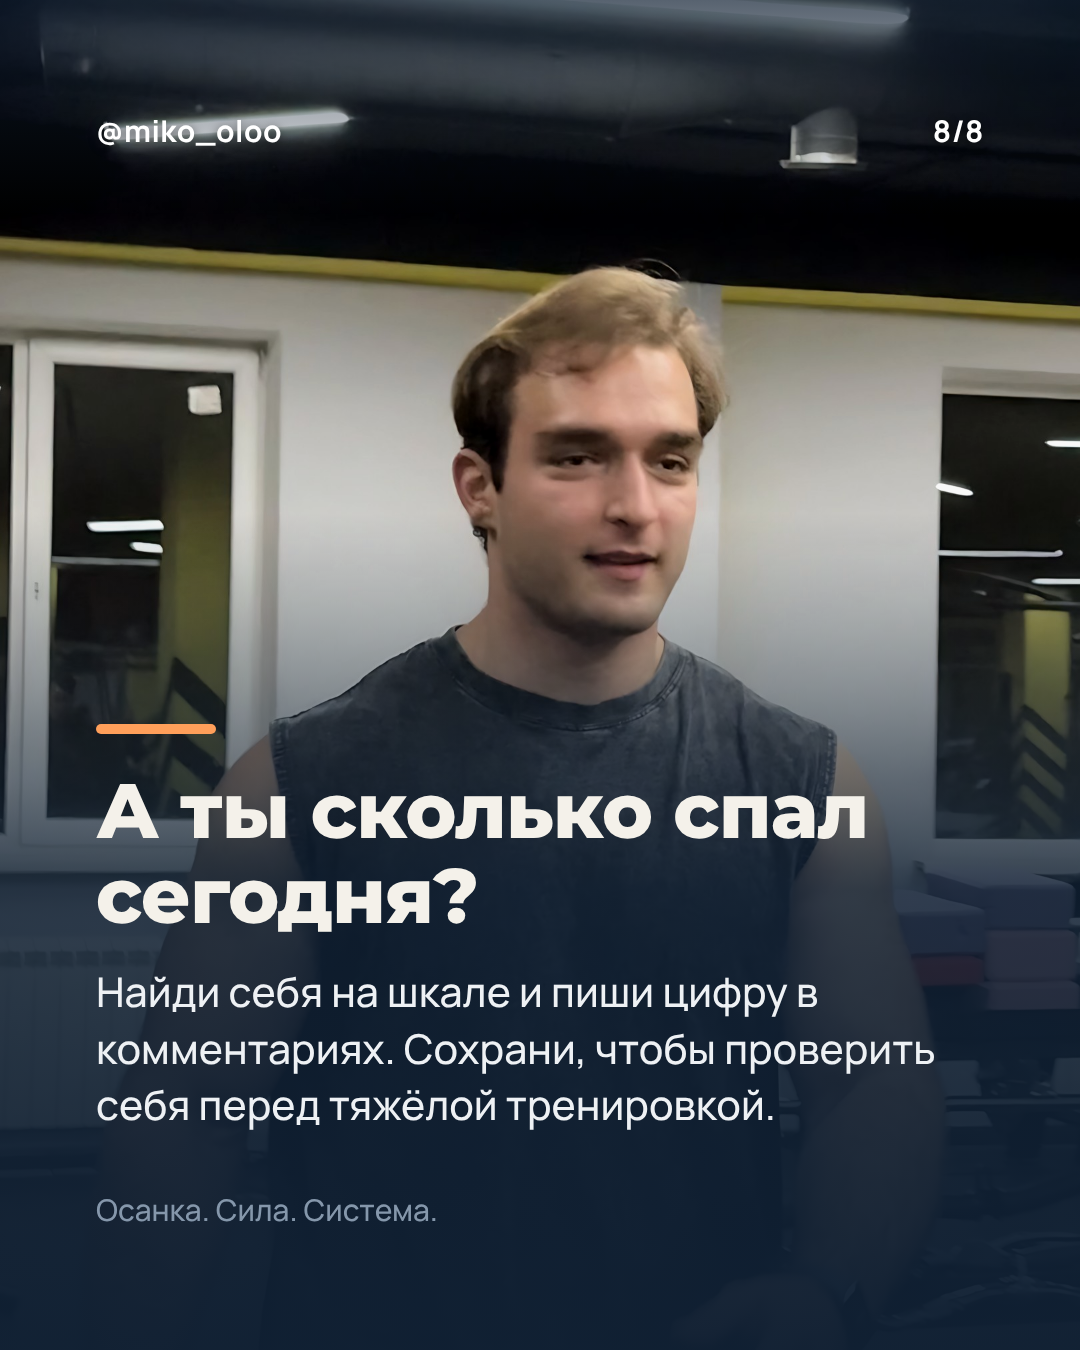 @miko_oloo
8/8
А ты сколько спал
сегодня?
Найди себя на шкале и пиши цифру в
комментариях. Сохрани, чтобы проверить
себя перед тяжёлой тренировкой.
Осанка. Сила. Система.